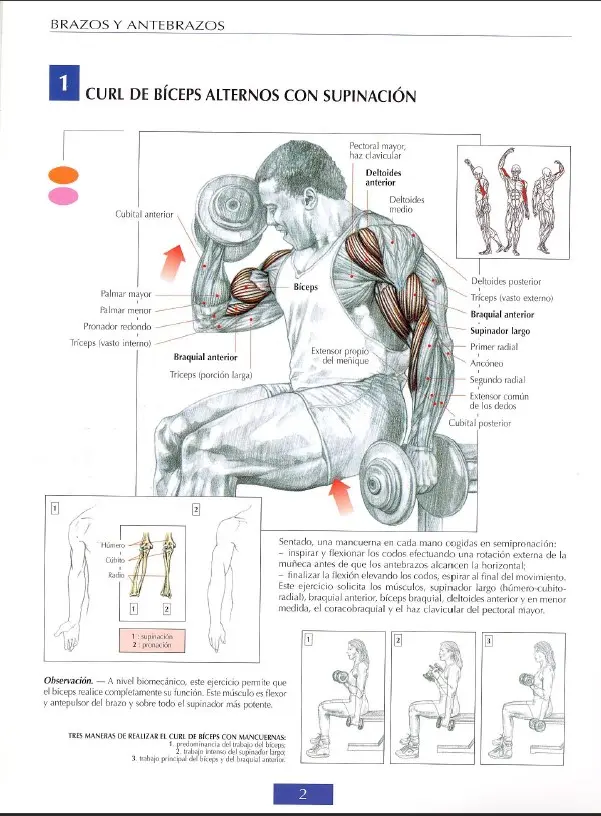 BRAZOS Y ANTEBRAZOS
1
CURL DE BÍCEPS ALTERNOS CON SUPINACIÓN
Pectoral mayor,
haz clavicular
Deltoides
anterior
Deltoides
medio
Cubital anterior
Palmar mayor
Palmar menor
Pronador redondo
Tríceps (vasto interno)
Bíceps
Braquial anterior
Tríceps (porción larga)
Extensor propio
del meñique
Deltoides posterior
Tríceps (vasto externo)
Braquial anterior
Supinador largo
Primer radial
Ancóneo
Segundo radial
Extensor común
de los dedos
Cubital posterior
1
2
Húmero
Cúbito
Radio
1
2
1 : supinación
2 : pronación
Sentado, una mancuerna en cada mano cogidas en semipronación:
– inspirar y flexionar los codos efectuando una rotación externa de la
muñeca antes de que los antebrazos alcancen la horizontal;
– finalizar la flexión elevando los codos, espirar al final del movimiento.
Este ejercicio solicita los músculos, supinador largo (húmero-cubito-
radial), braquial anterior, bíceps braquial, deltoides anterior y en menor
medida, el coracobraquial y el haz clavicular del pectoral mayor.
1
2
3
Observación. — A nivel biomecánico, este ejercicio permite que
el bíceps realice completamente su función. Este músculo es flexor
y antepulsor del brazo y sobre todo el supinador más potente.
TRES MANERAS DE REALIZAR EL CURL DE BÍCEPS CON MANCUERNAS:
1. predominancia del trabajo del bíceps;
2. trabajo intenso del supinador largo;
3. trabajo principal del bíceps y del braquial anterior.
2